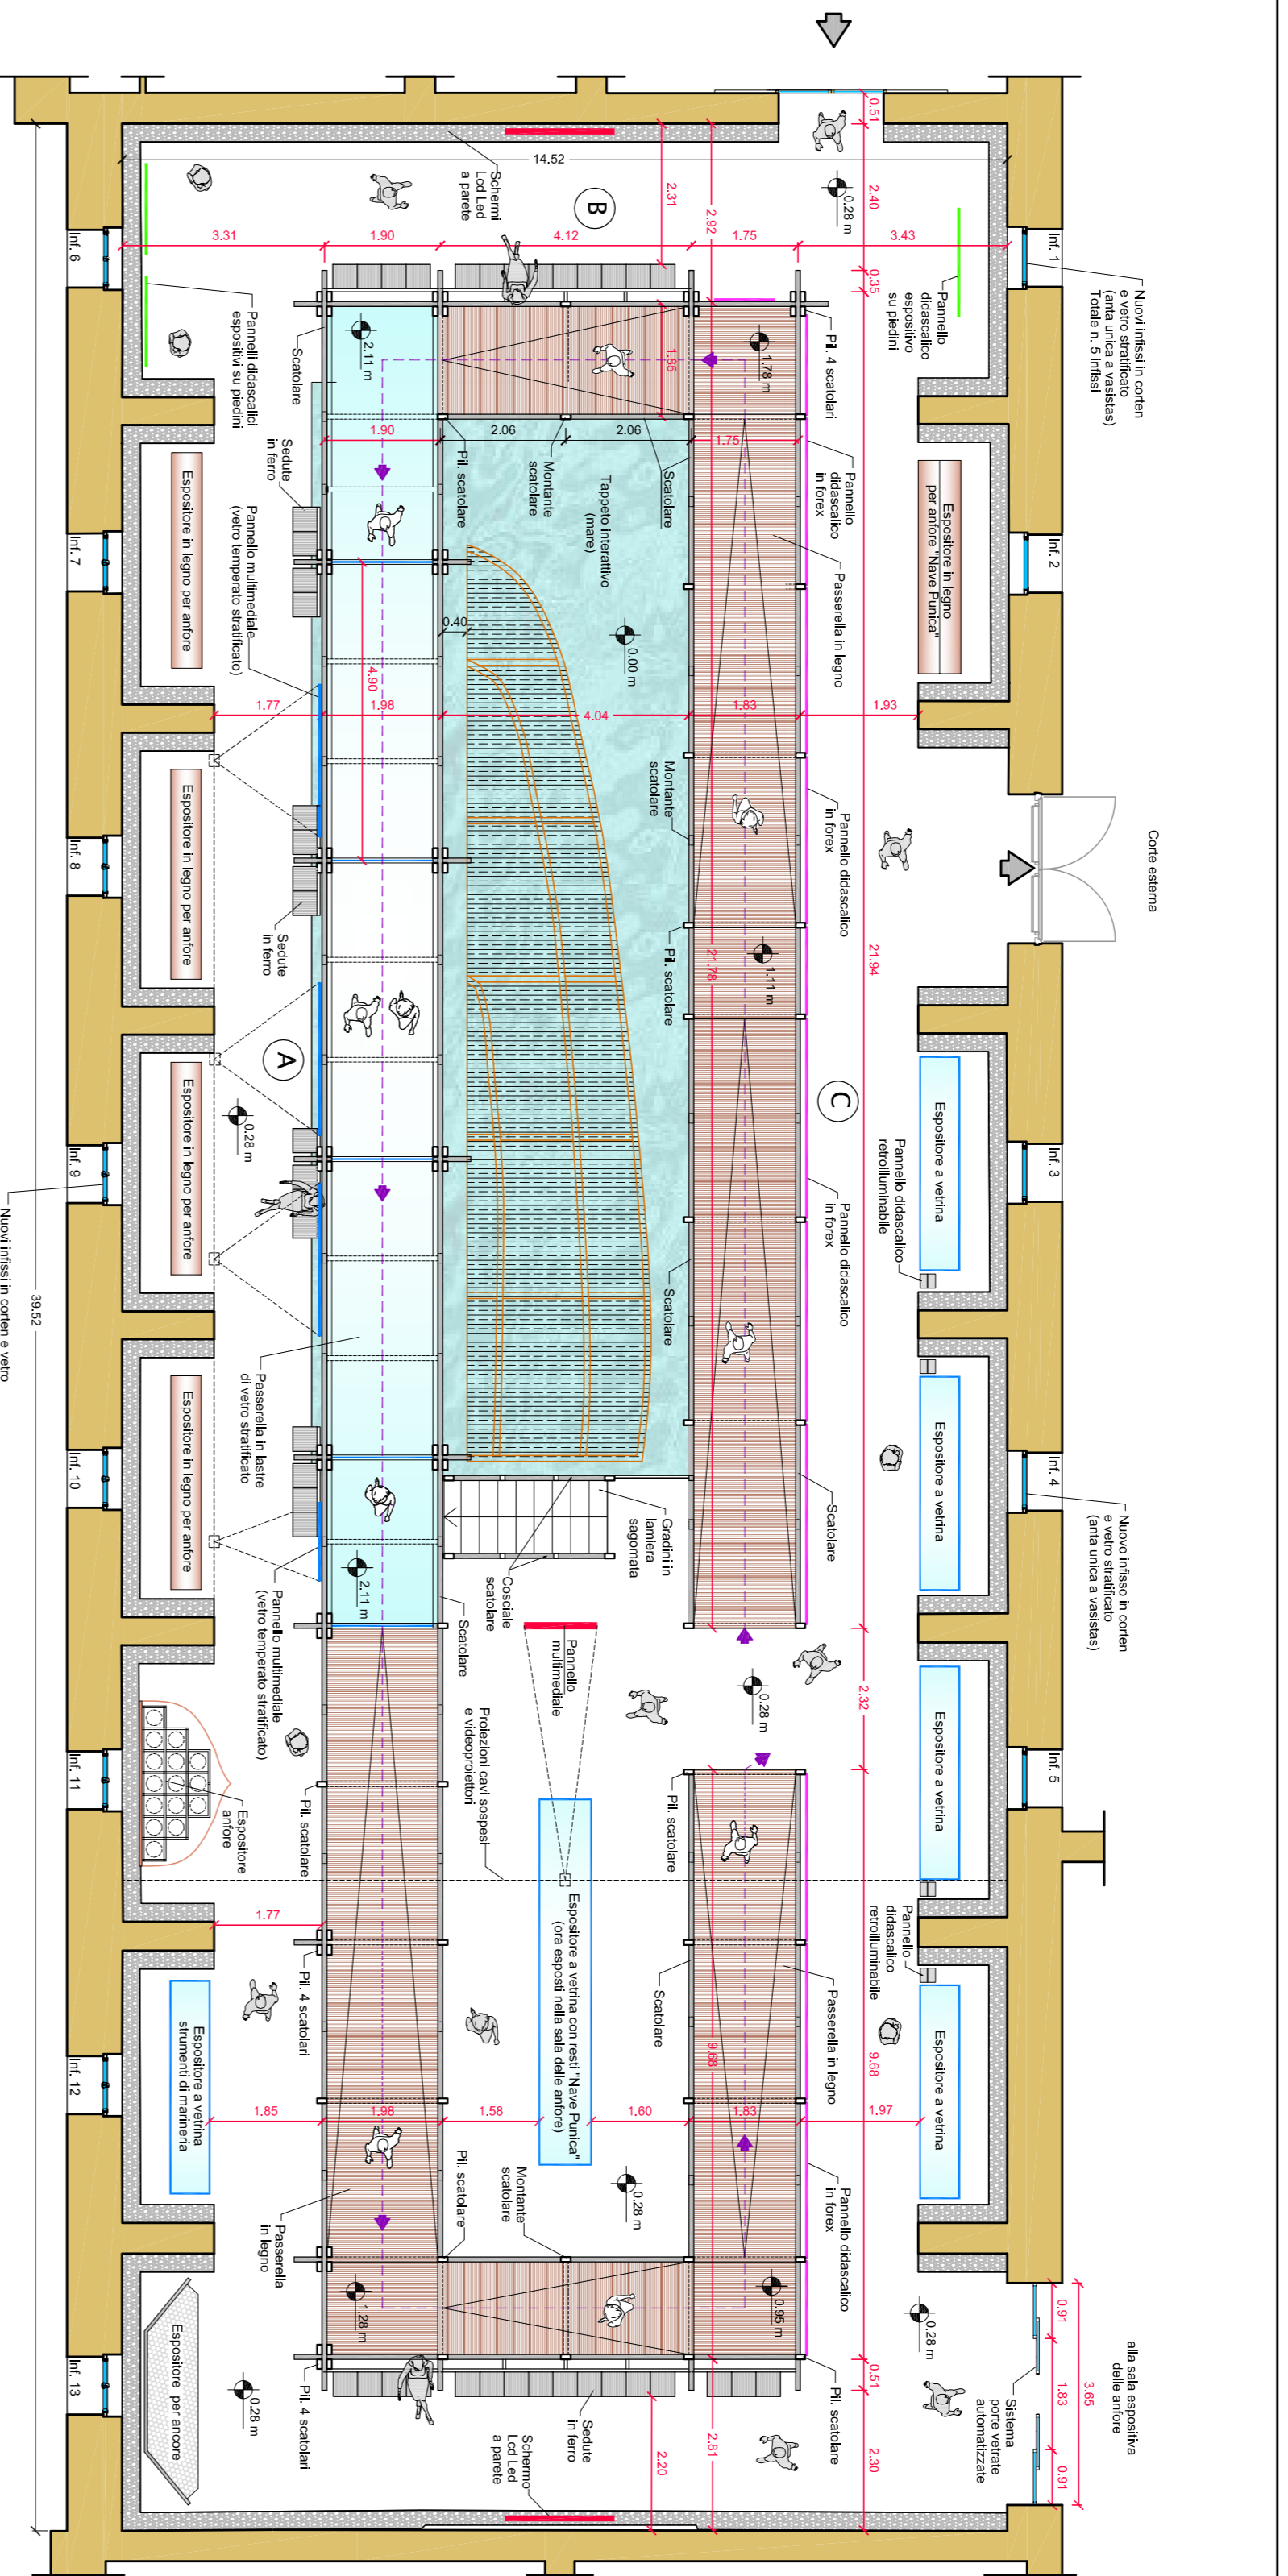 Corte esterna
alla sala espositiva
delle anfore
Nuovi infissi in corten
e vetro stratificato
(anta unica a vasistas)
Totale n. 5 infissi
Nuovo infisso in corten
e vetro stratificato
(anta unica a vasistas)
3.65
0.91
1.83
0.91
Inf. 1
Inf. 2
Inf. 3
Inf. 4
Inf. 5
Sistema
porte vetrate
automatizzate
Pannello
didascalico
espositivo
su piedini
Espositore in legno
per anfore "Nave Punica"
Espositore a vetrina
Espositore a vetrina
Espositore a vetrina
Espositore a vetrina
Pannello didascalico
retroilluminabile
Pannello
didascalico
retroilluminabile
0.28 m
0.28 m
0.51
2.40
0.35
21.94
2.32
9.68
0.51
2.30
3.43
1.93
1.97
C
Pil. 4 scatolari
Pannello
didascalico
in forex
Pannello didascalico
in forex
Pannello didascalico
in forex
Pannello didascalico
in forex
Passerella in legno
Scatolare
Passerella in legno
Pil. scatolare
1.78 m
1.11 m
0.28 m
0.95 m
1.75
1.75
1.83
1.83
2.92
21.78
9.68
2.81
2.31
1.85
Scatolare
Montante
scatolare
Pil. scatolare
Scatolare
Pil. scatolare
Scatolare
2.20
14.52
B
4.12
2.06
2.06
4.04
Tappeto interattivo
(mare)
0.00 m
Montante
scatolare
Gradini in
lamiera
sagomata
Cosciale
scatolare
Pannello
multimediale
Espositore a vetrina con resti "Nave Punica"
(ora esposti nella sala delle anfore)
0.28 m
1.60
1.58
Montante
scatolare
Sedute
in ferro
Schermo
Lcd Led
a parete
Schermi
Lcd Led
a parete
Pil. scatolare
0.40
Scatolare
Proiezioni cavi sospesi
e videoproiettori
Pil. scatolare
2.11 m
2.11 m
1.28 m
1.90
1.90
1.98
1.98
4.90
Scatolare
Sedute
in ferro
Pannello multimediale
(vetro temperato stratificato)
Sedute
in ferro
A
Passerella in lastre
di vetro stratificato
Pannello multimediale
(vetro temperato stratificato)
Pil. scatolare
Pil. 4 scatolari
Passerella
in legno
Pil. 4 scatolari
3.31
1.77
1.77
1.85
0.28 m
0.28 m
Pannelli didascalici
espositivi su piedini
Espositore in legno per anfore
Espositore in legno per anfore
Espositore in legno per anfore
Espositore in legno per anfore
Espositore
anfore
Espositore a vetrina
strumenti di marineria
Espositore per ancore
Inf. 6
Inf. 7
Inf. 8
Inf. 9
Inf. 10
Inf. 11
Inf. 12
Inf. 13
39.52
Nuovi infissi in corten e vetro